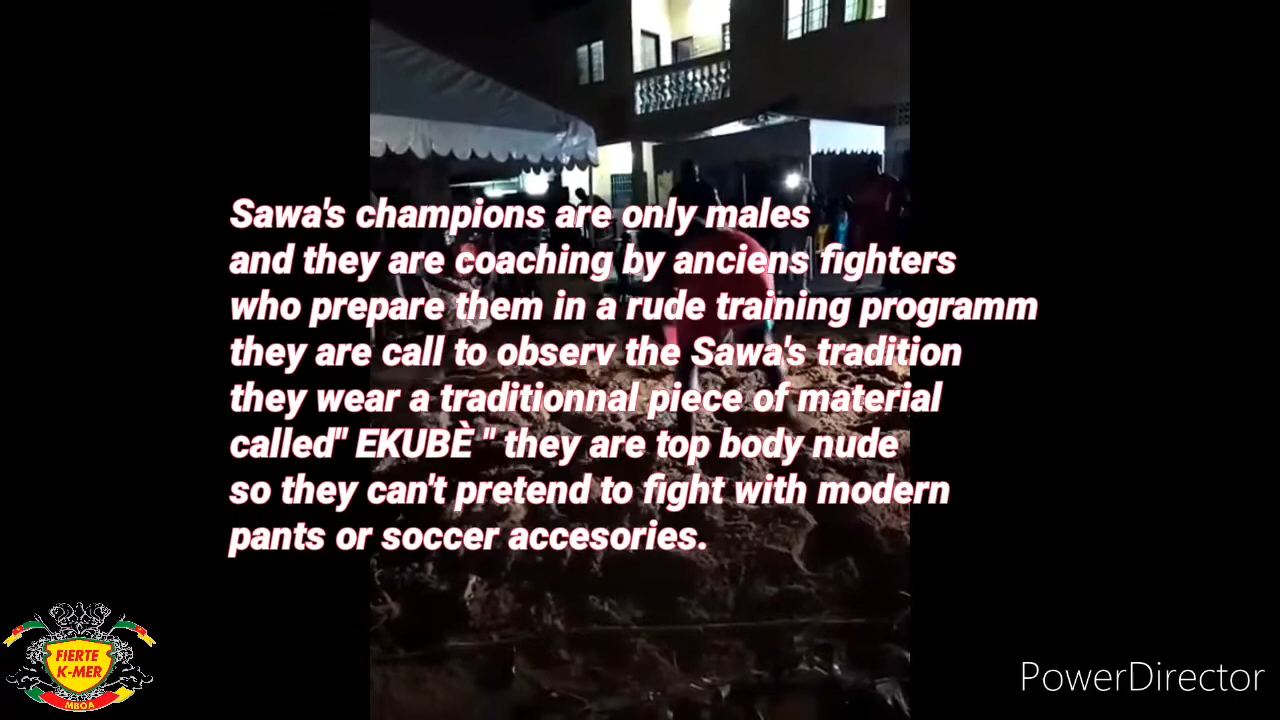 Sawa's champions are only males
and they are coaching by anciens fighters
who prepare them in a rude training programm
they are call to observ the Sawa's tradition
they wear a traditionnal piece of material
called" EKUBÈ " they are top body nude
so they can't pretend to fight with modern
pants or soccer accesories.
FIERTE
K-MER
MBOA
PowerDirector